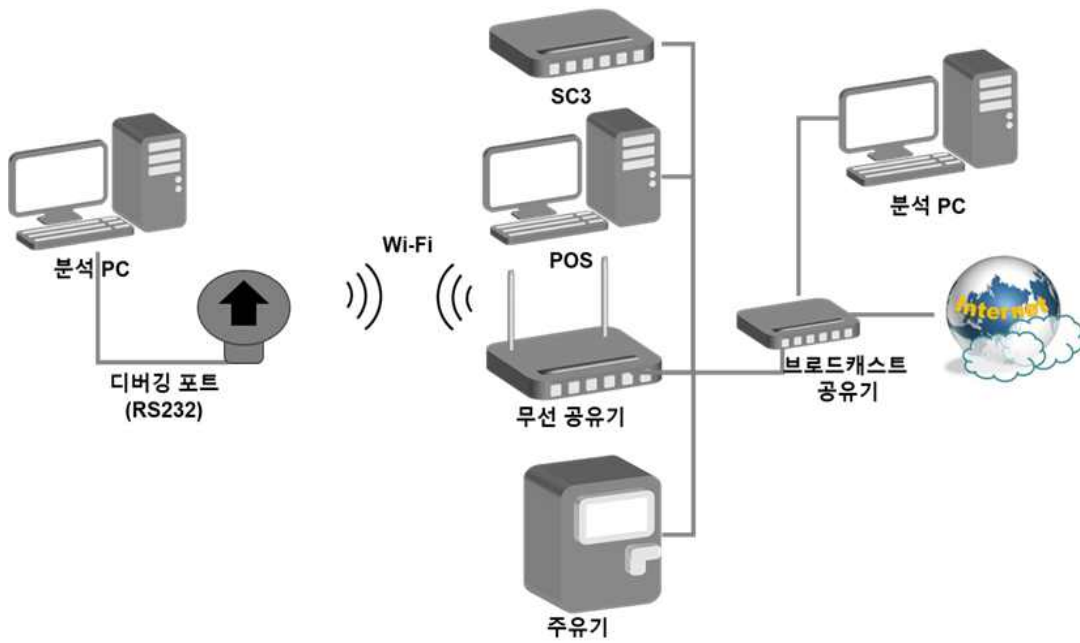 SC3
분석 PC
Wi-Fi
POS
분석 PC
Internet
디버깅 포트
(RS232)
무선 공유기
브로드캐스트
공유기
주유기